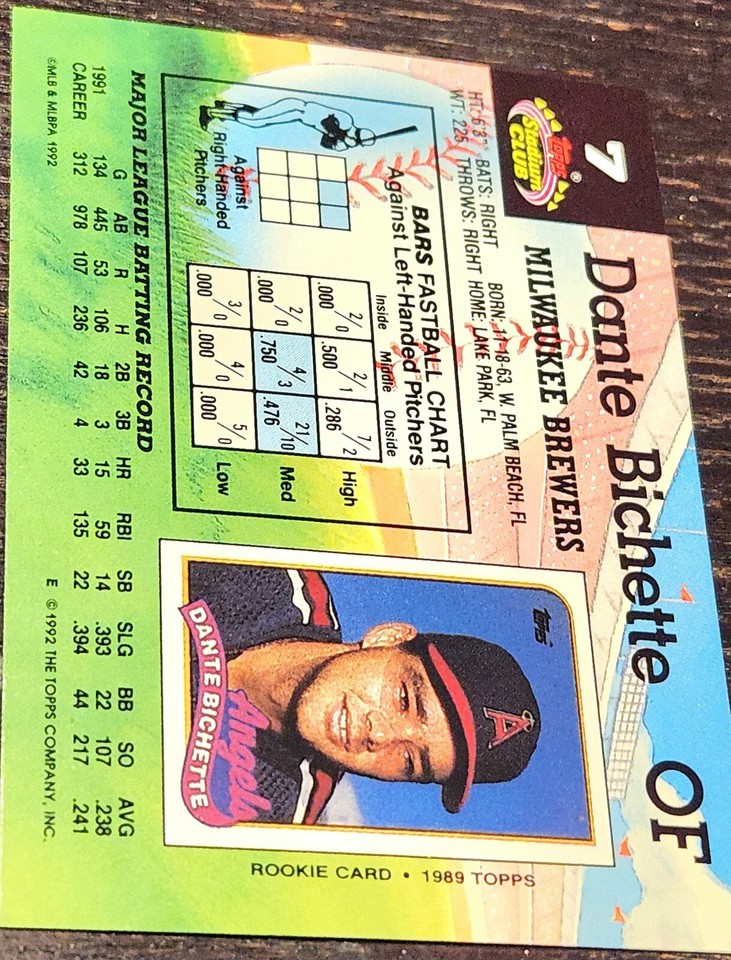 7
Topps®
Stadium
CLUB
Dante Bichette OF
MILWAUKEE BREWERS
HT: 6'3" BATS: RIGHT BORN: 11-18-63, W. PALM BEACH, FL
WT: 225 THROWS: RIGHT HOME: LAKE PARK, FL
BARS FASTBALL CHART
Against Left-Handed Pitchers
Inside Middle Outside
2/0 2/1 7/2 High
.000 .500 .286
2/0 4/3 21/10 Med
.000 .750 .476
3/0 4/0 5/0 Low
.000 .000 .000
Against
Right-Handed
Pitchers
Topps
A
Angels
DANTE BICHETTE
ROOKIE CARD • 1989 TOPPS
MAJOR LEAGUE BATTING RECORD
G AB R H 2B 3B HR RBI SB SLG BB SO AVG
1991 134 445 53 106 18 3 15 59 14 .393 22 107 .238
CAREER 312 978 107 236 42 4 33 135 22 .394 44 217 .241
©MLB & MLBPA 1992 E © 1992 THE TOPPS COMPANY, INC.